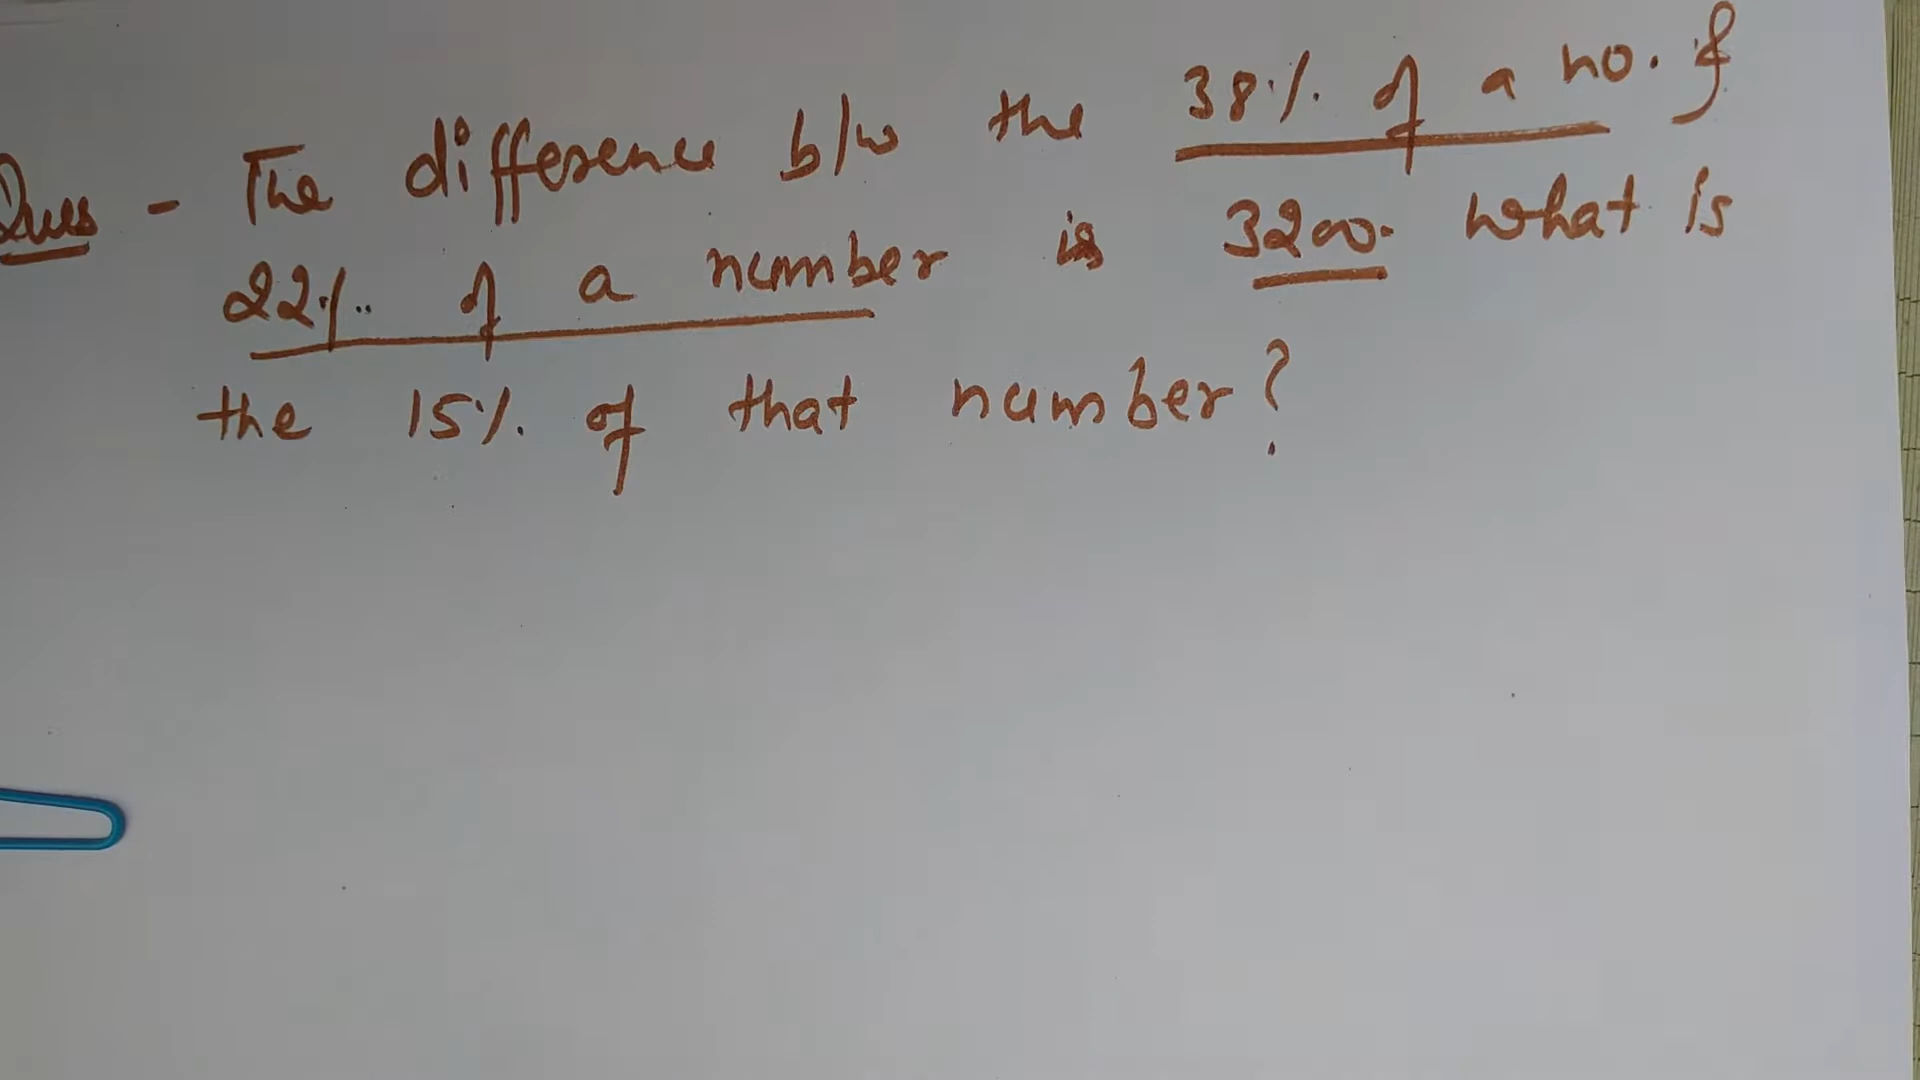 Ques - The difference b/w the 38% of a no. &
22% of a number is 3200. what is
the 15% of that number?